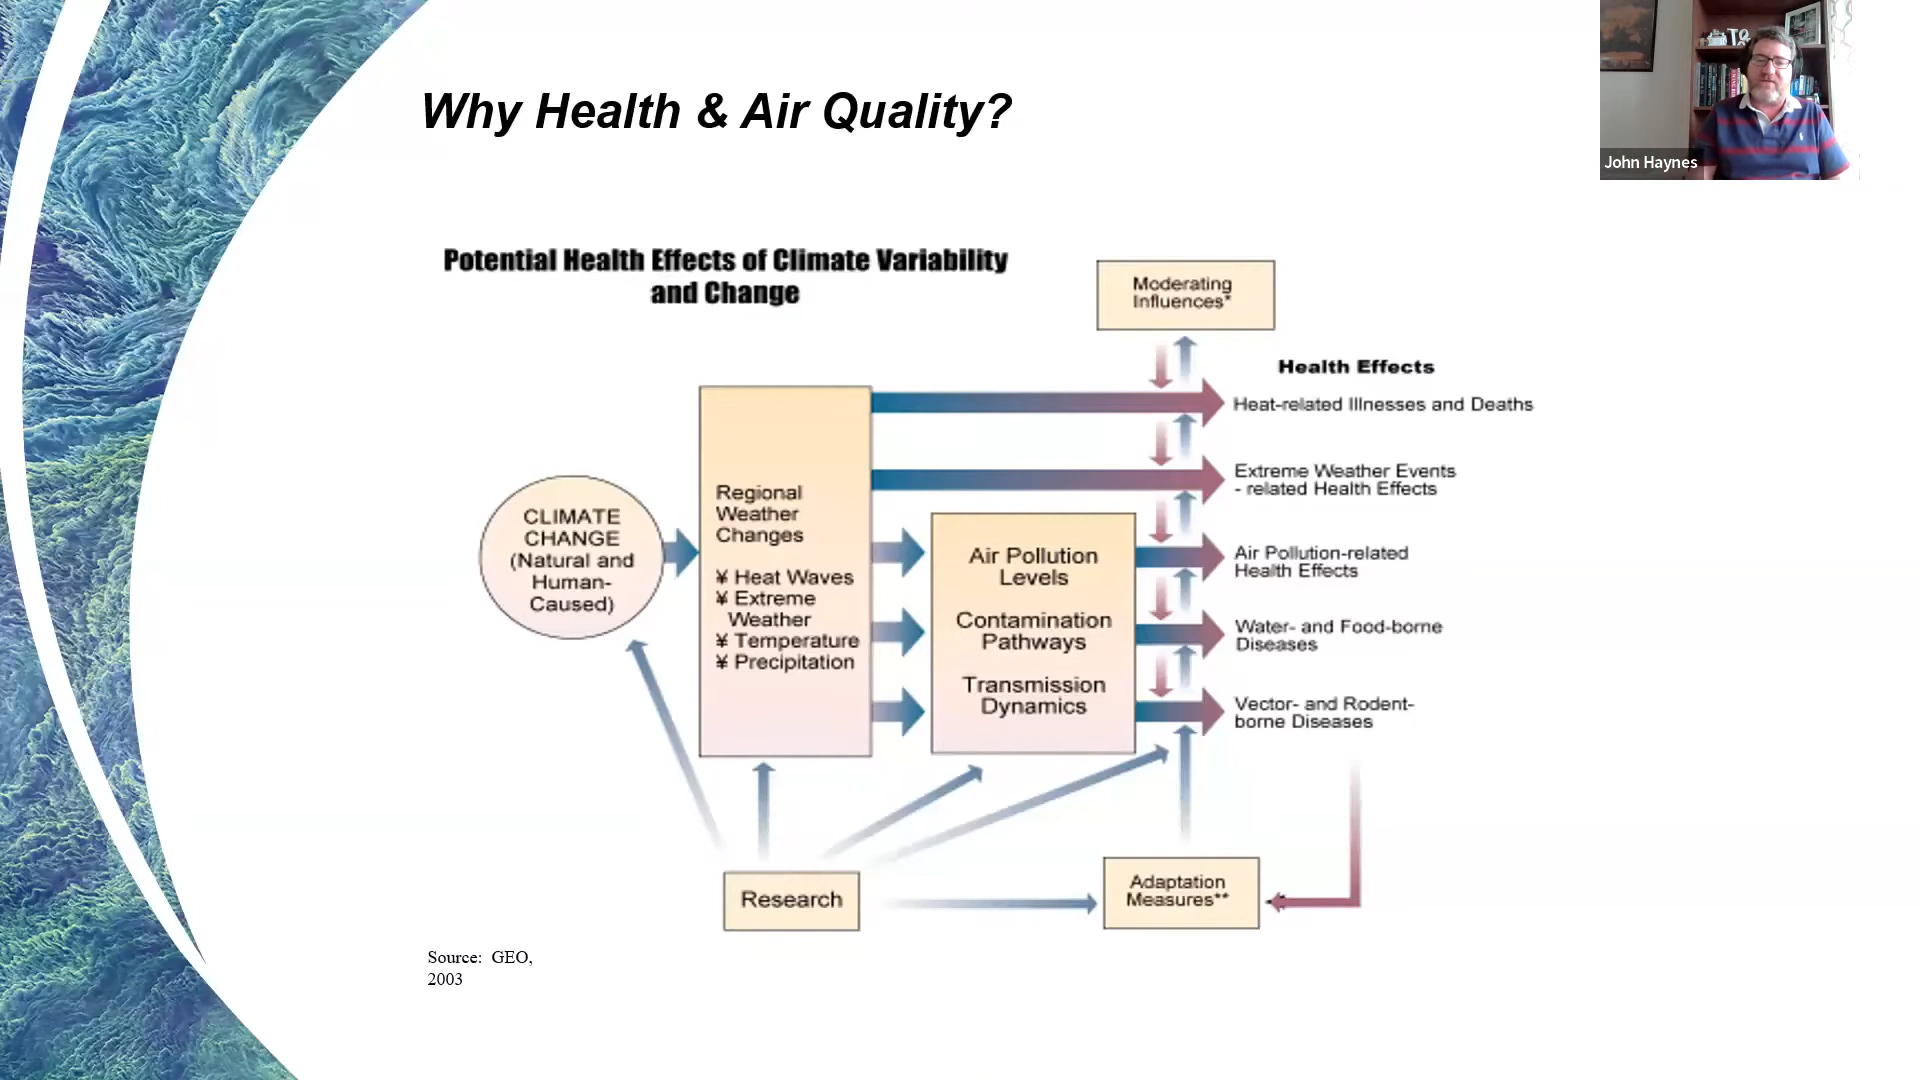 Why Health & Air Quality?
John Haynes
Potential Health Effects of Climate Variability
and Change
Moderating
Influences*
Health Effects
Heat-related Illnesses and Deaths
Extreme Weather Events
- related Health Effects
Air Pollution-related
Health Effects
Water- and Food-borne
Diseases
Vector- and Rodent-
borne Diseases
CLIMATE
CHANGE
(Natural and
Human-
Caused)
Regional
Weather
Changes
¥ Heat Waves
¥ Extreme
Weather
¥ Temperature
¥ Precipitation
Air Pollution
Levels
Contamination
Pathways
Transmission
Dynamics
Research
Adaptation
Measures**
Source: GEO,
2003